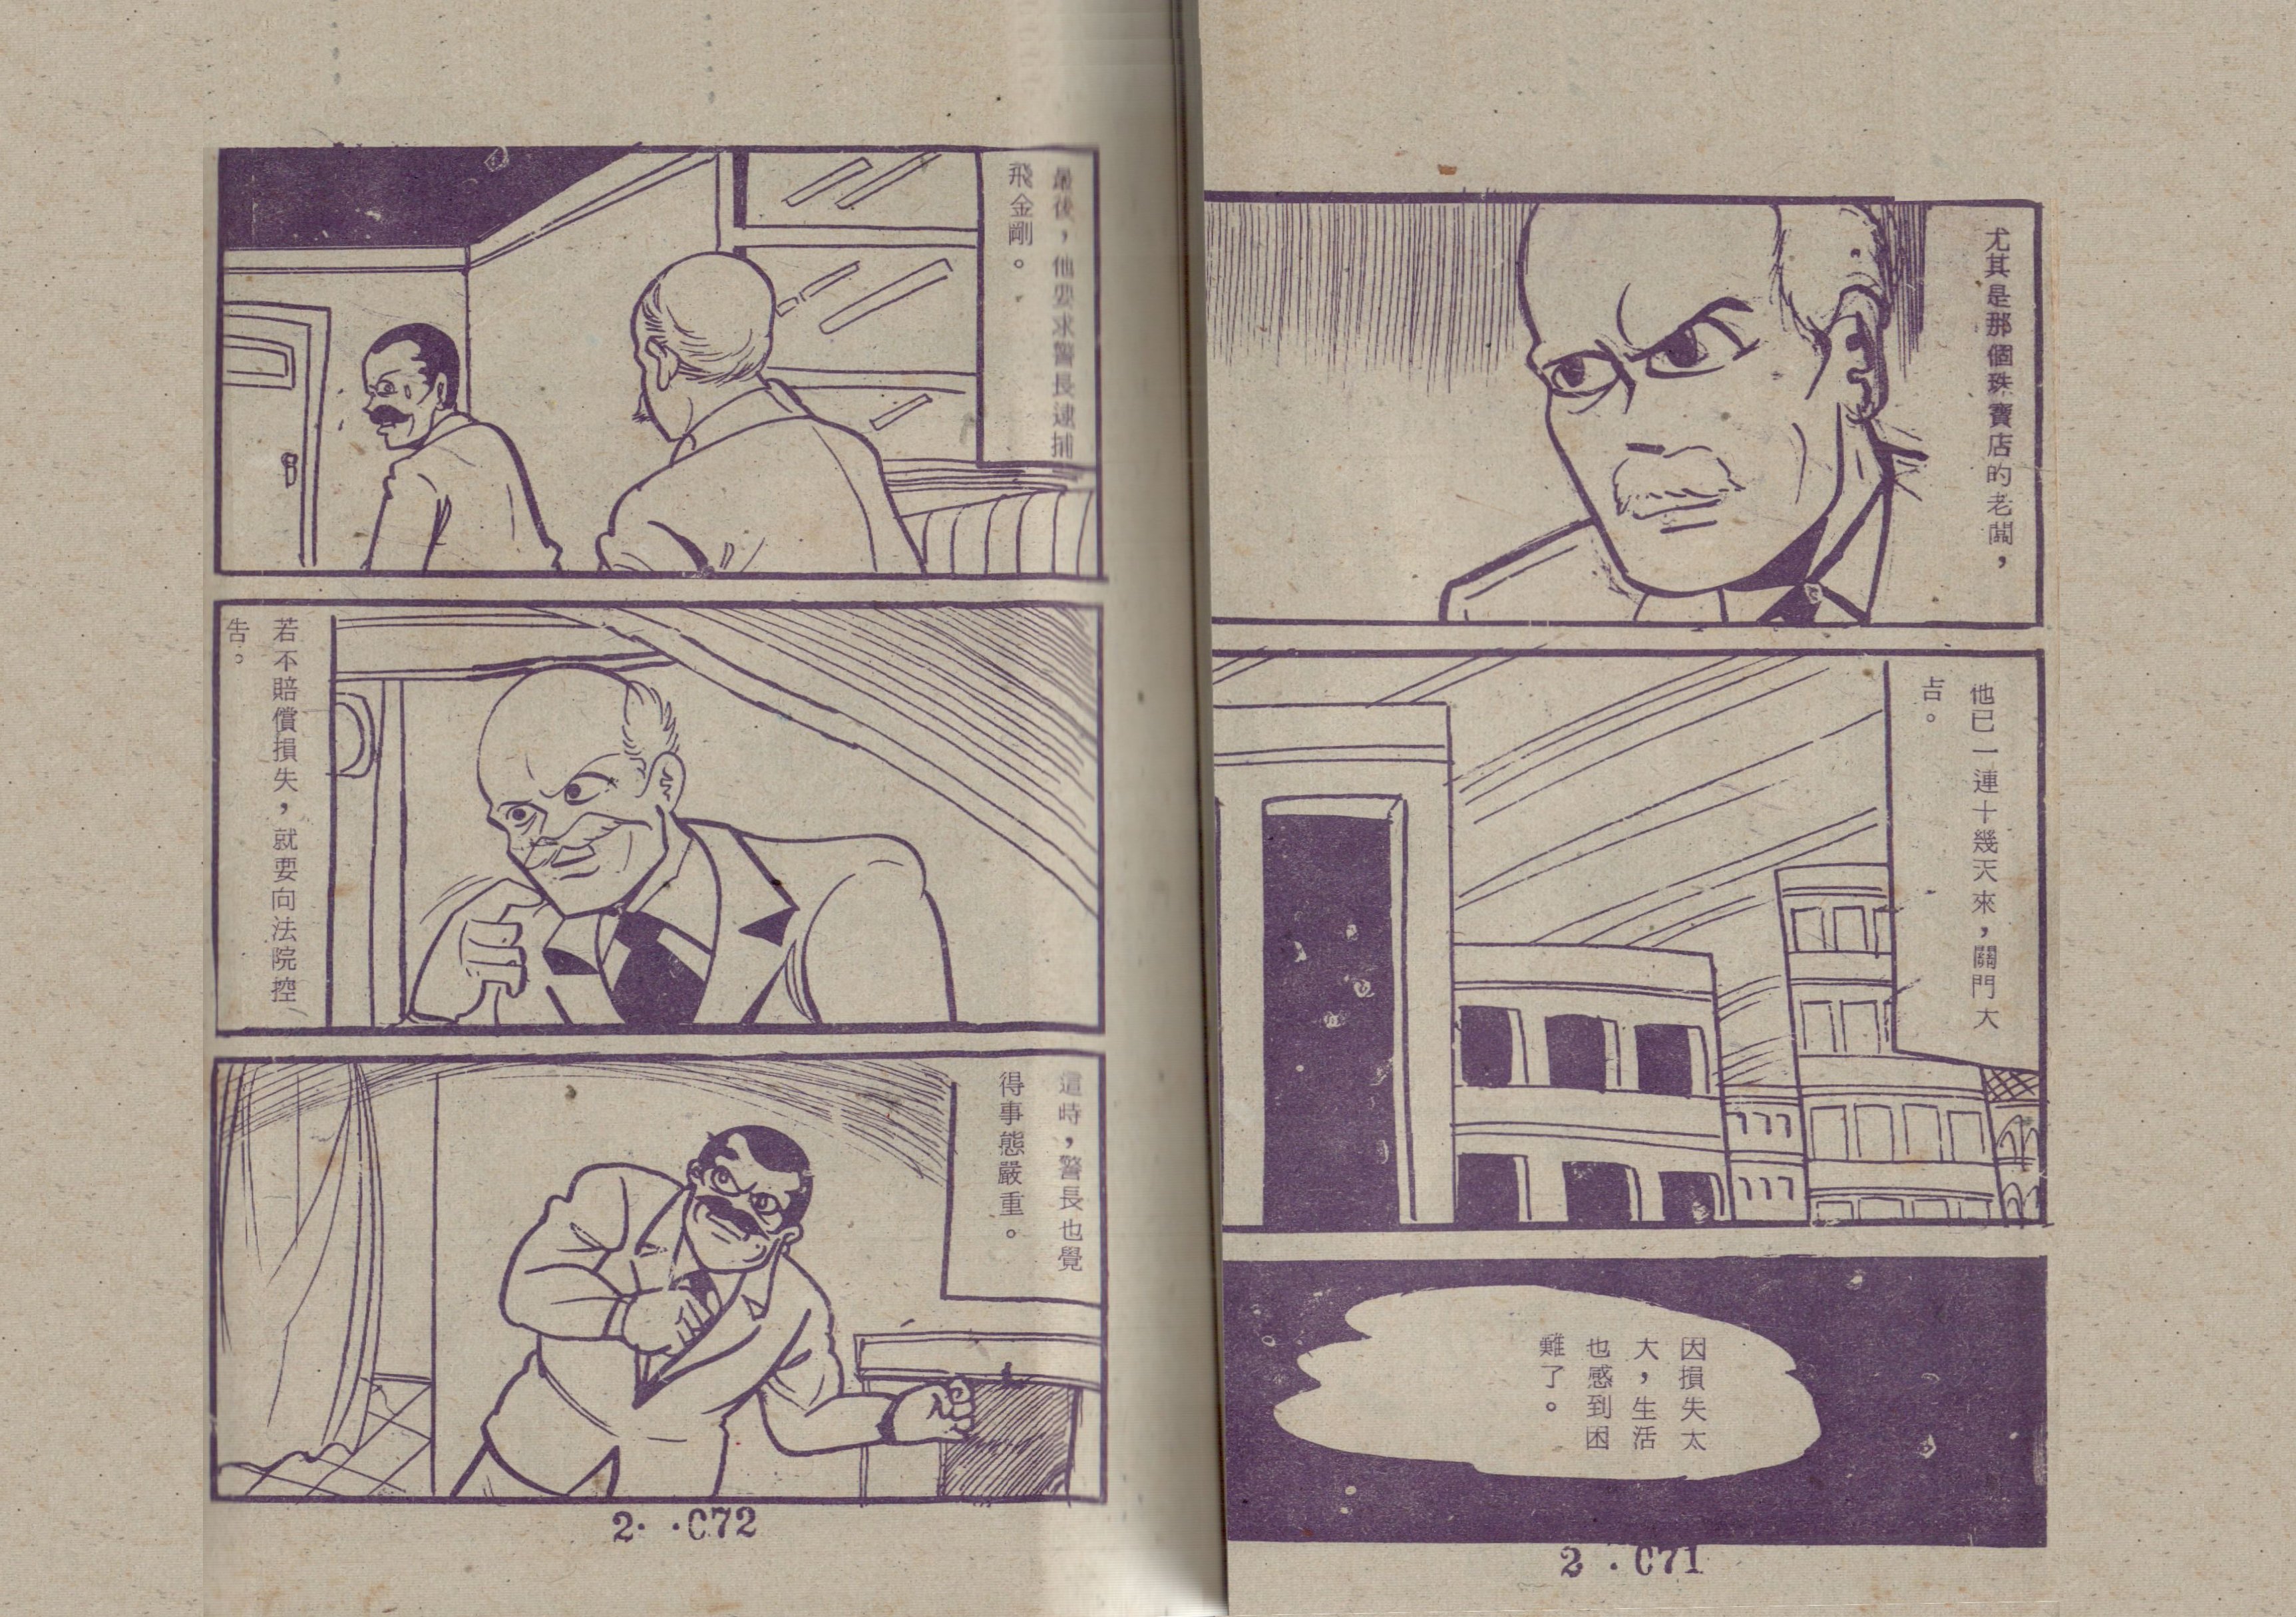 尤其是那個珠寶店的老闆，
他已一連十幾天來，關門大
吉。
因損失太
大，生活
也感到困
難了。
2 . C71
最後，他要求警長逮捕
飛金剛。
若不賠償損失，就要向法院控
告。
這時，警長也覺
得事態嚴重。
2. .C72